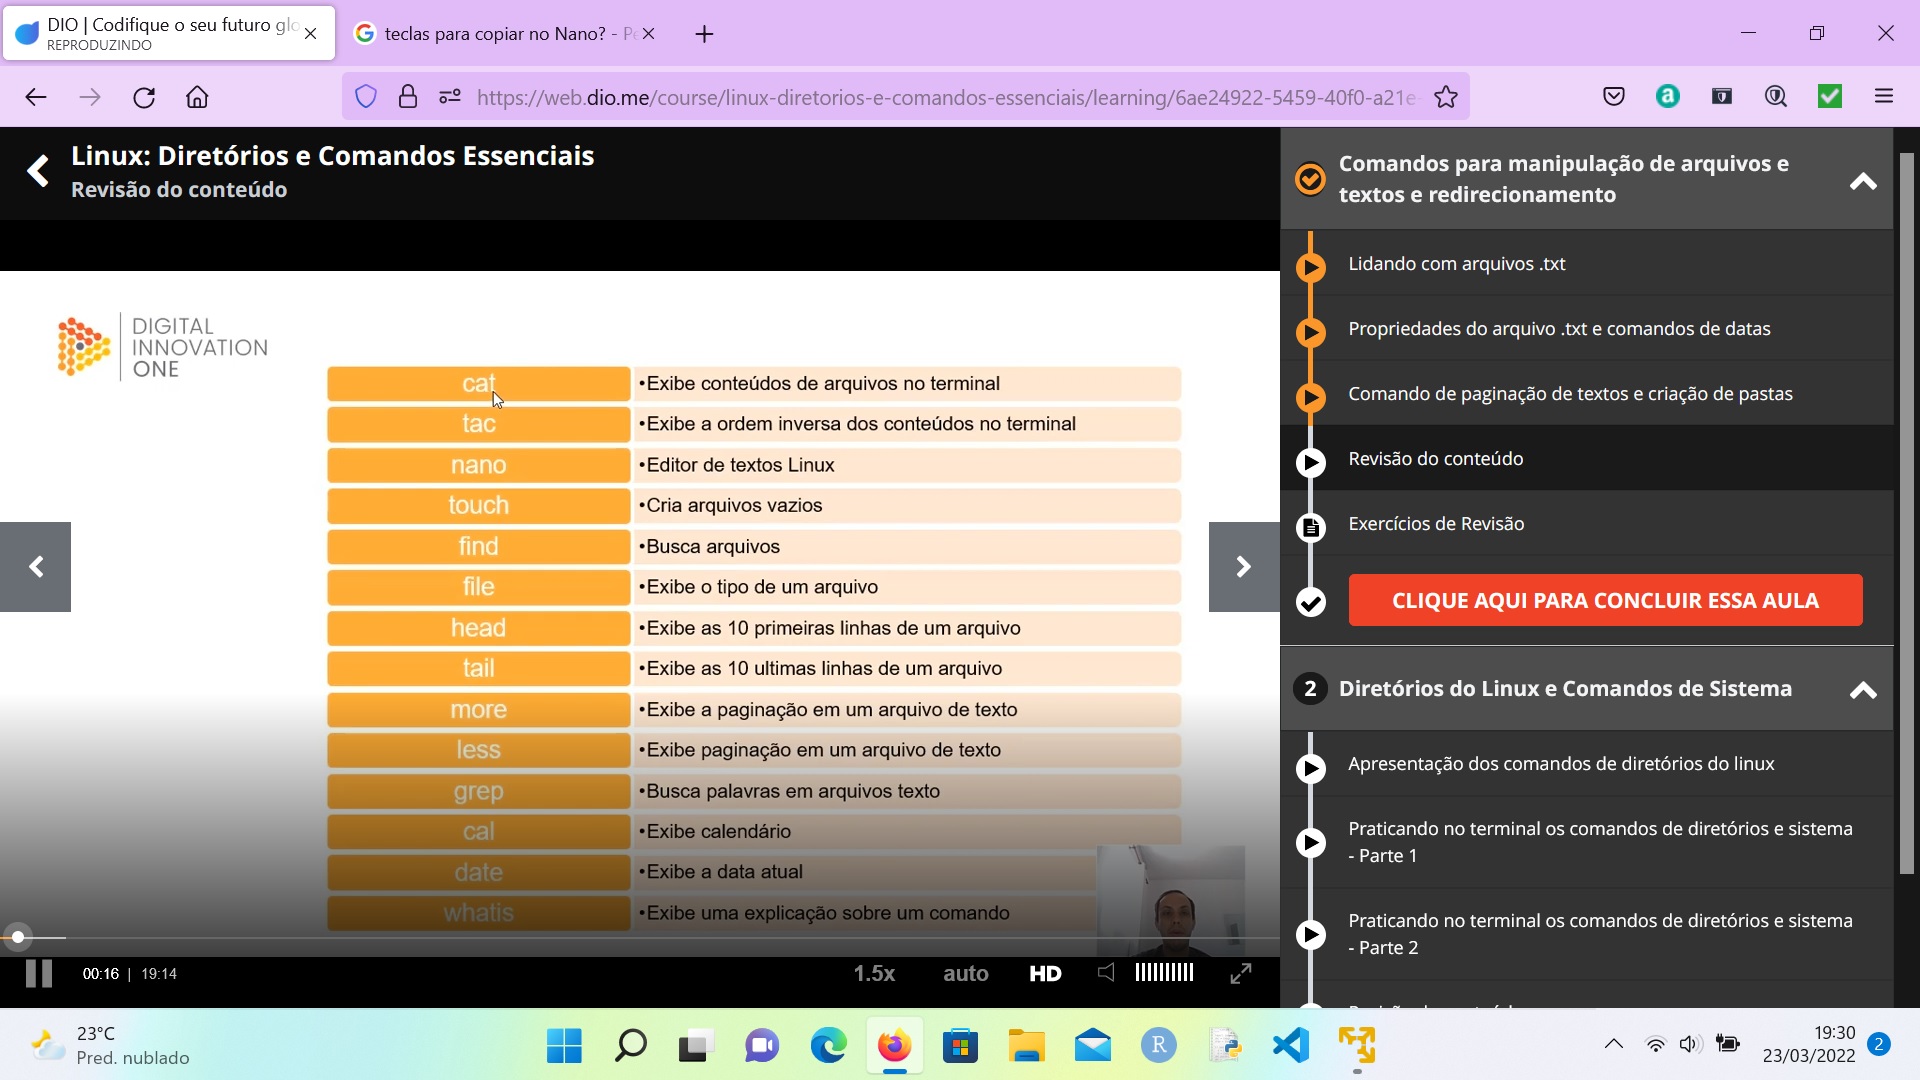 DIO | Codifique o seu futuro glo
REPRODUZINDO
teclas para copiar no Nano? - Pe
https://web.dio.me/course/linux-diretorios-e-comandos-essenciais/learning/6ae24922-5459-40f0-a21e-
Linux: Diretórios e Comandos Essenciais
Revisão do conteúdo
DIGITAL
INNOVATION
ONE
cat
•Exibe conteúdos de arquivos no terminal
tac
•Exibe a ordem inversa dos conteúdos no terminal
nano
•Editor de textos Linux
touch
•Cria arquivos vazios
find
•Busca arquivos
file
•Exibe o tipo de um arquivo
head
•Exibe as 10 primeiras linhas de um arquivo
tail
•Exibe as 10 ultimas linhas de um arquivo
more
•Exibe a paginação em um arquivo de texto
less
•Exibe paginação em um arquivo de texto
grep
•Busca palavras em arquivos texto
cal
•Exibe calendário
date
•Exibe a data atual
whatis
•Exibe uma explicação sobre um comando
00:16 | 19:14
1.5x
auto
HD
Comandos para manipulação de arquivos e
textos e redirecionamento
Lidando com arquivos .txt
Propriedades do arquivo .txt e comandos de datas
Comando de paginação de textos e criação de pastas
Revisão do conteúdo
Exercícios de Revisão
CLIQUE AQUI PARA CONCLUIR ESSA AULA
2
Diretórios do Linux e Comandos de Sistema
Apresentação dos comandos de diretórios do linux
Praticando no terminal os comandos de diretórios e sistema
- Parte 1
Praticando no terminal os comandos de diretórios e sistema
- Parte 2
23°C
Pred. nublado
R
19:30
23/03/2022
2